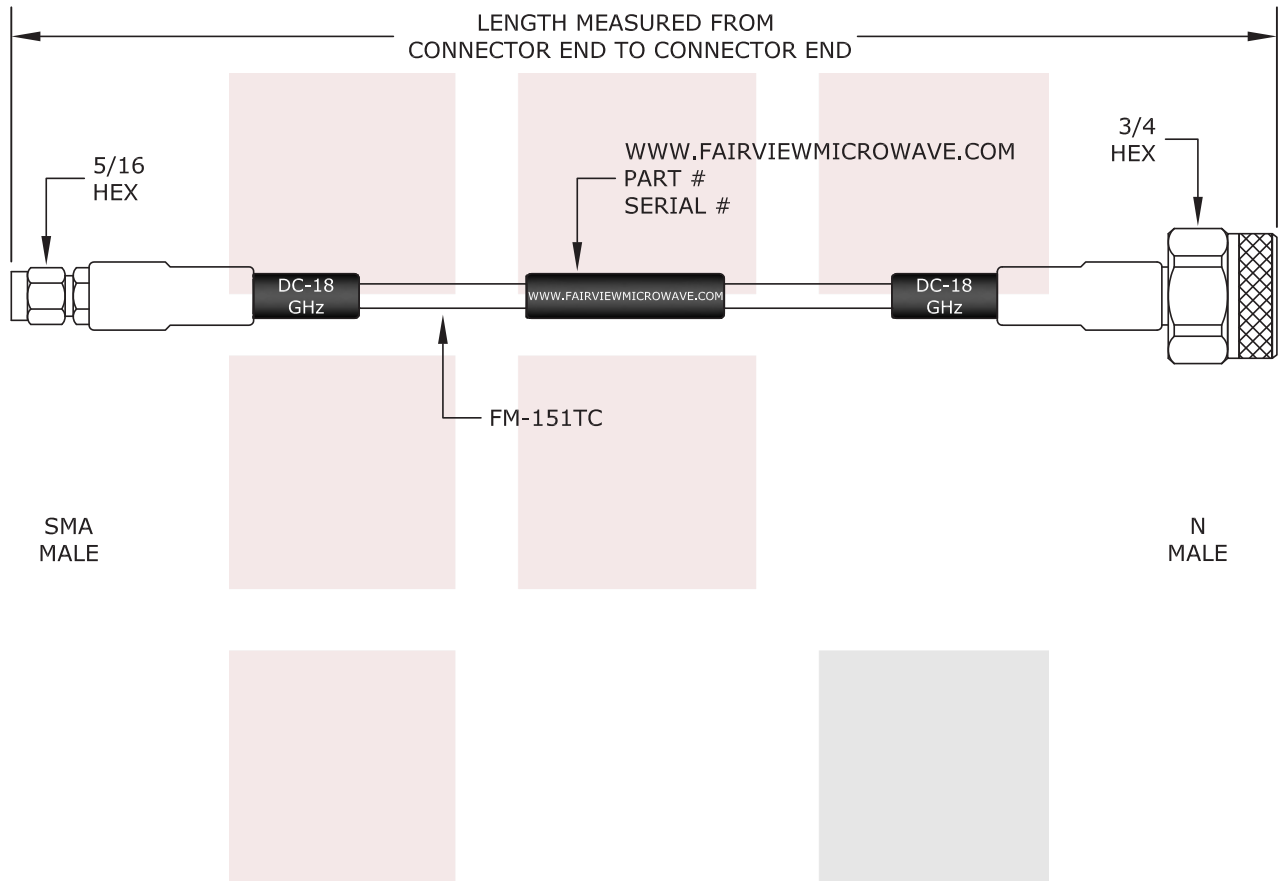 LENGTH MEASURED FROM
CONNECTOR END TO CONNECTOR END
5/16
HEX
WWW.FAIRVIEWMICROWAVE.COM
PART #
SERIAL #
3/4
HEX
DC-18
GHz
WWW.FAIRVIEWMICROWAVE.COM
DC-18
GHz
FM-151TC
SMA
MALE
N
MALE